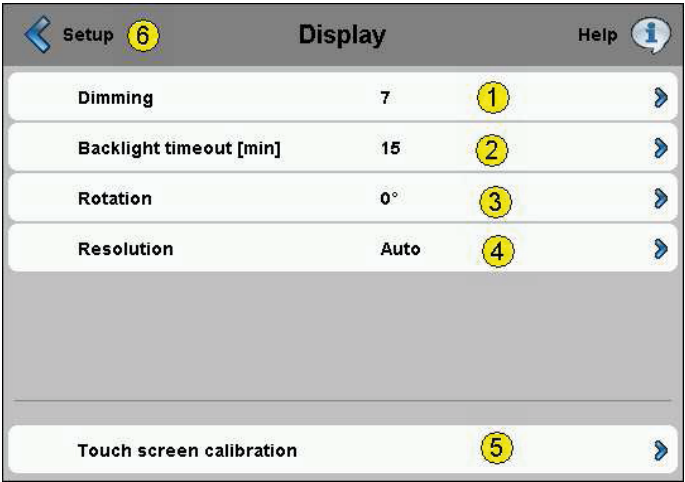 Setup 6 Display Help
Dimming 7 1
Backlight timeout [min] 15 2
Rotation 0° 3
Resolution Auto 4
Touch screen calibration 5